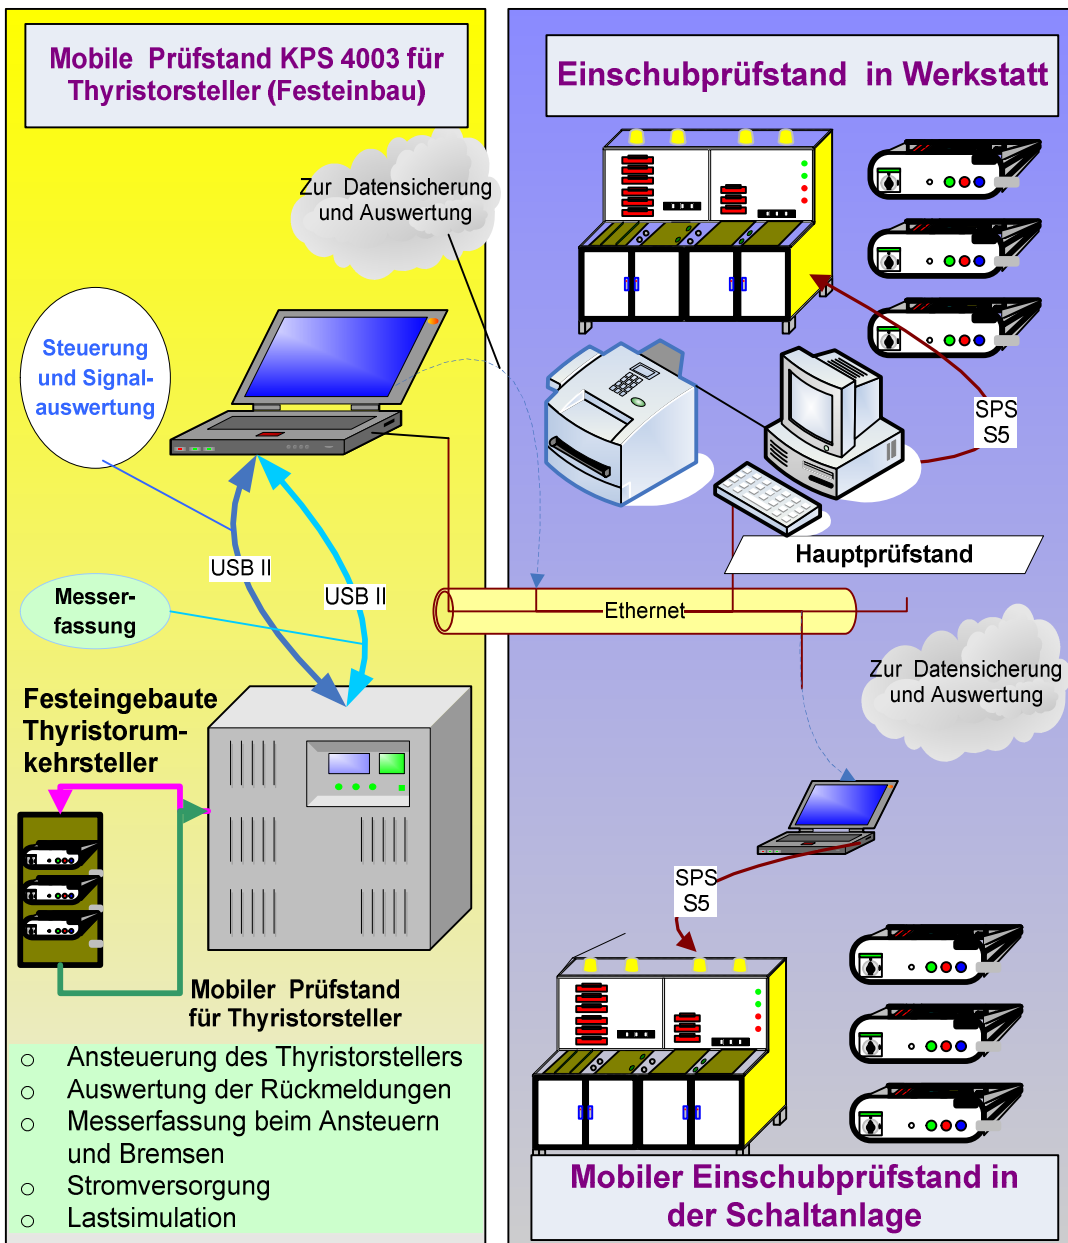 Mobile Prüfstand KPS 4003 für
Thyristorsteller (Festeinbau)
Zur Datensicherung
und Auswertung
Steuerung
und Signal-
auswertung
USB II
USB II
Messer-
fassung
Festeingebaute
Thyristorum-
kehrsteller
Mobiler Prüfstand
für Thyristorsteller
o Ansteuerung des Thyristorstellers
o Auswertung der Rückmeldungen
o Messerfassung beim Ansteuern
und Bremsen
o Stromversorgung
o Lastsimulation
Einschubprüfstand in Werkstatt
SPS
S5
Hauptprüfstand
Ethernet
Zur Datensicherung
und Auswertung
SPS
S5
Mobiler Einschubprüfstand in
der Schaltanlage